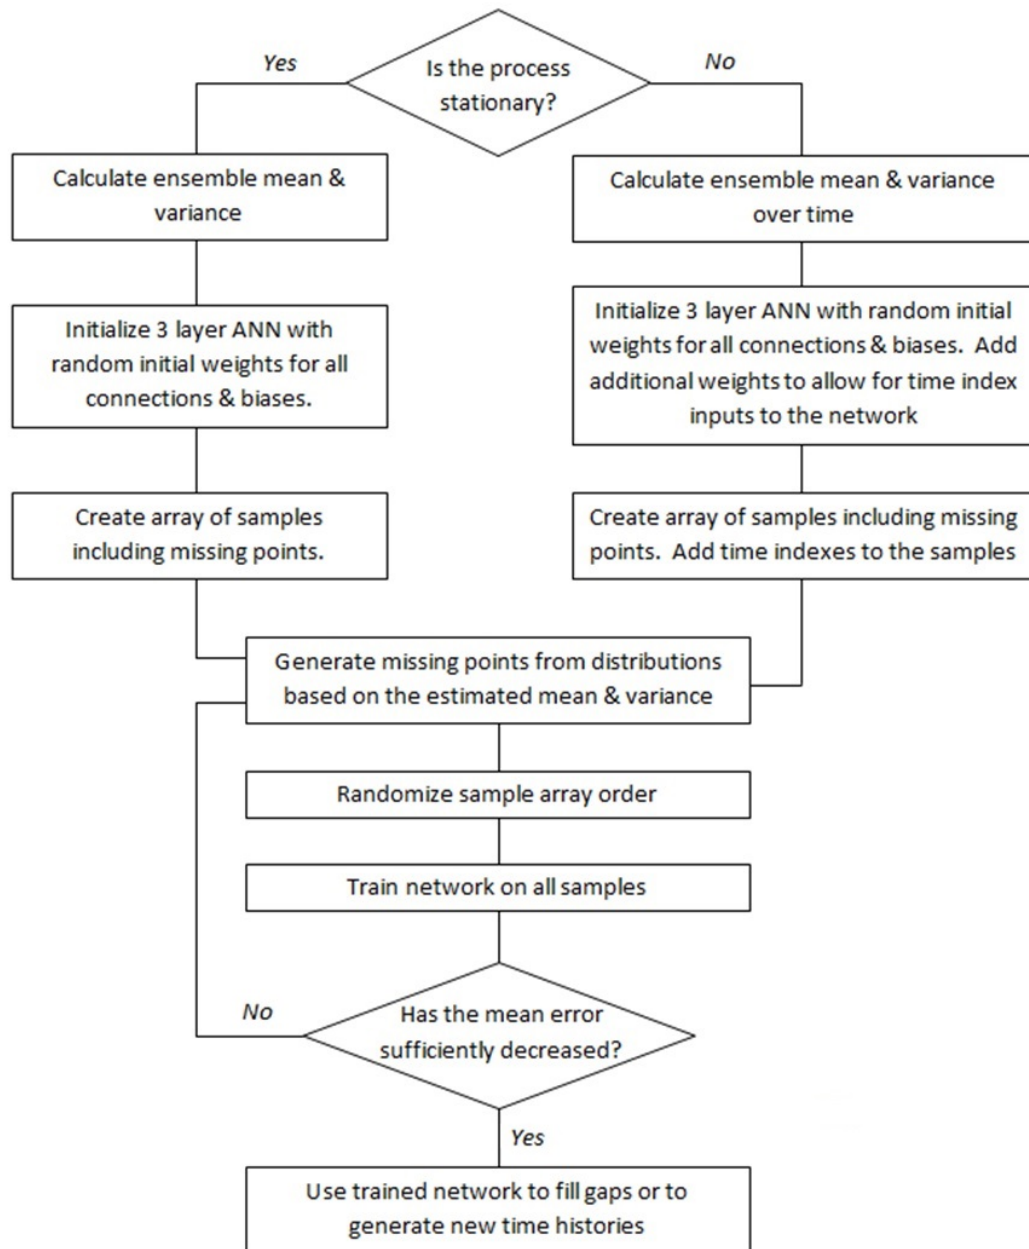 Is the process
stationary?
Yes
No
Calculate ensemble mean &
variance
Calculate ensemble mean & variance
over time
Initialize 3 layer ANN with
random initial weights for all
connections & biases.
Initialize 3 layer ANN with random initial
weights for all connections & biases.  Add
additional weights to allow for time index
inputs to the network
Create array of samples
including missing points.
Create array of samples including missing
points.  Add time indexes to the samples
Generate missing points from distributions
based on the estimated mean & variance
Randomize sample array order
Train network on all samples
Has the mean error
sufficiently decreased?
No
Yes
Use trained network to fill gaps or to
generate new time histories